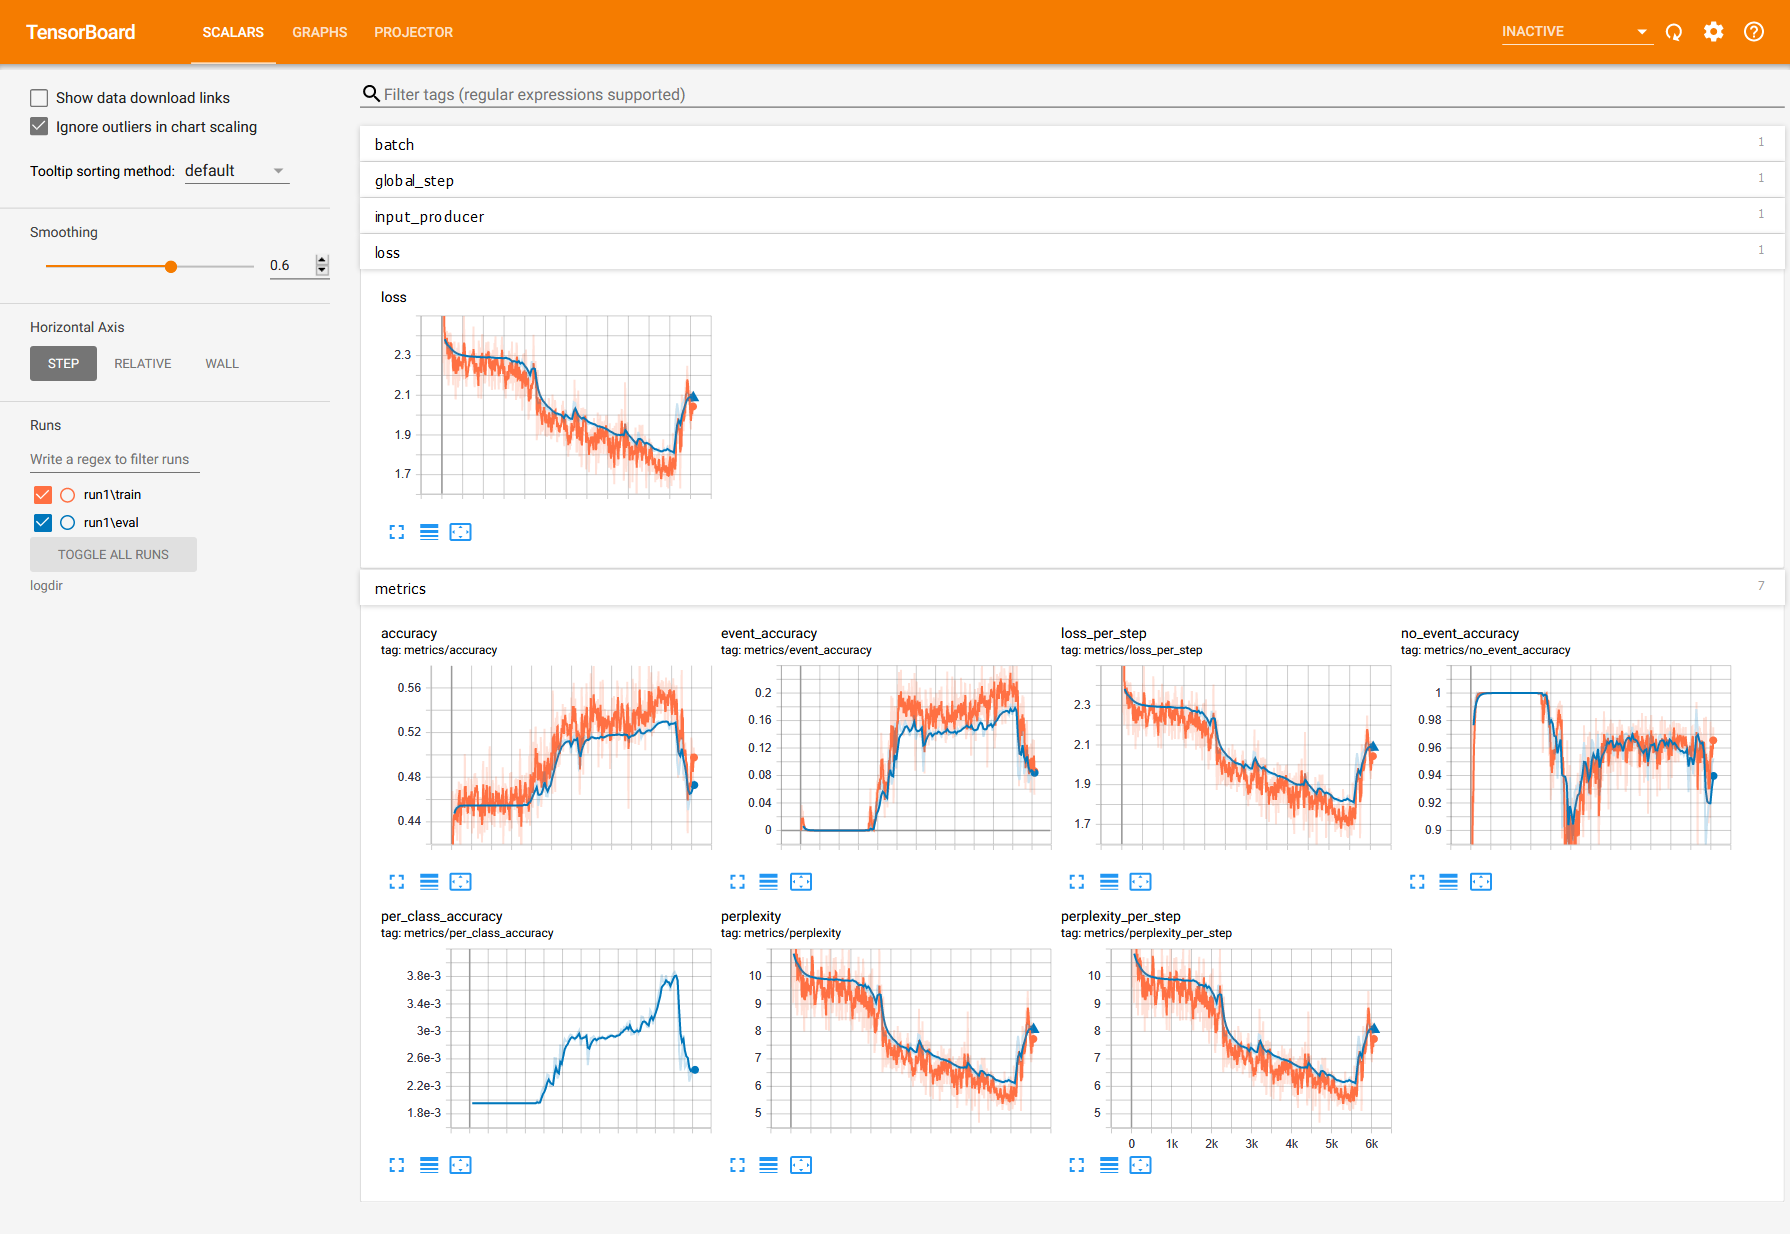 TensorBoard SCALARS GRAPHS PROJECTOR INACTIVE
Show data download links
Ignore outliers in chart scaling
Tooltip sorting method: default
Smoothing
0.6
Horizontal Axis
STEP RELATIVE WALL
Runs
Write a regex to filter runs
run1\train
run1\eval
TOGGLE ALL RUNS
logdir
Filter tags (regular expressions supported)
batch 1
global_step 1
input_producer 1
loss 1
loss
2.3
2.1
1.9
1.7
metrics 7
accuracy
tag: metrics/accuracy
0.56
0.52
0.48
0.44
event_accuracy
tag: metrics/event_accuracy
0.2
0.16
0.12
0.08
0.04
0
loss_per_step
tag: metrics/loss_per_step
2.3
2.1
1.9
1.7
no_event_accuracy
tag: metrics/no_event_accuracy
1
0.98
0.96
0.94
0.92
0.9
per_class_accuracy
tag: metrics/per_class_accuracy
3.8e-3
3.4e-3
3e-3
2.6e-3
2.2e-3
1.8e-3
perplexity
tag: metrics/perplexity
10
9
8
7
6
5
perplexity_per_step
tag: metrics/perplexity_per_step
10
9
8
7
6
5
0 1k 2k 3k 4k 5k 6k